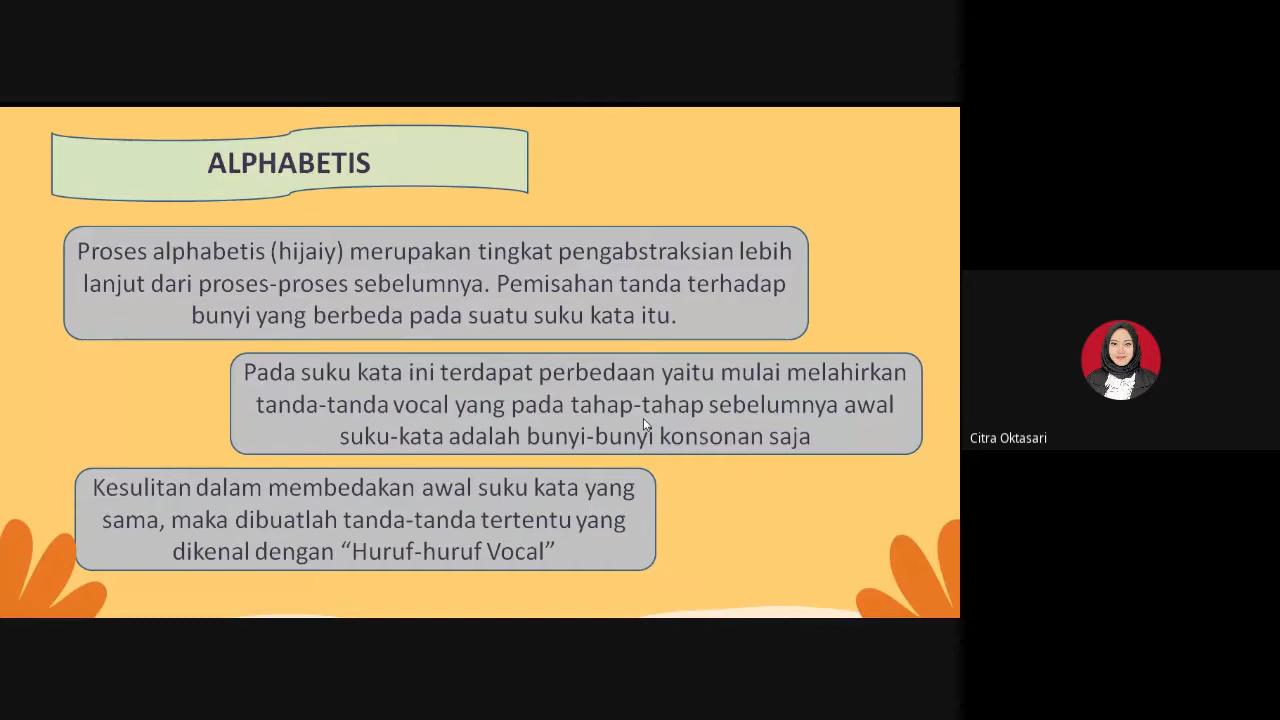 ALPHABETIS
Proses alphabetis (hijaiy) merupakan tingkat pengabstraksian lebih
lanjut dari proses-proses sebelumnya. Pemisahan tanda terhadap
bunyi yang berbeda pada suatu suku kata itu.
Pada suku kata ini terdapat perbedaan yaitu mulai melahirkan
tanda-tanda vocal yang pada tahap-tahap sebelumnya awal
suku-kata adalah bunyi-bunyi konsonan saja
Kesulitan dalam membedakan awal suku kata yang
sama, maka dibuatlah tanda-tanda tertentu yang
dikenal dengan “Huruf-huruf Vocal”
Citra Oktasari